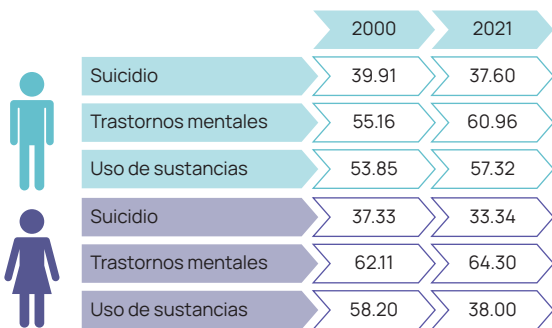 2000 2021
Suicidio 39.91 37.60
Trastornos mentales 55.16 60.96
Uso de sustancias 53.85 57.32
Suicidio 37.33 33.34
Trastornos mentales 62.11 64.30
Uso de sustancias 58.20 38.00